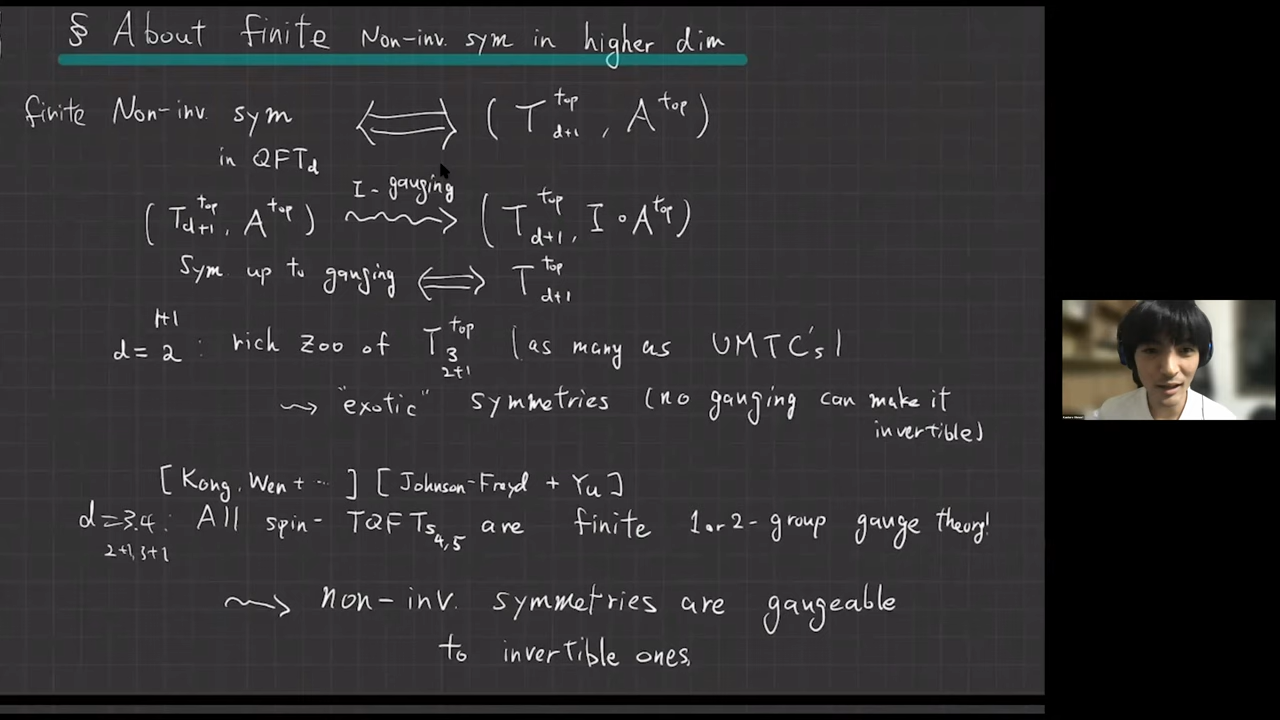 § About finite Non-inv. sym in higher dim
finite Non-inv. sym ⟺ ( T^top_d+1 , A^top )
in QFT_d
( T^top_d+1 , A^top ) I-gauging ⇝ ( T^top_d+1 , I∘A^top )
Sym. up to gauging ⟺ T^top_d+1
1+1
d=2 : rich zoo of T^top_3 (as many as UMTC's)
2+1
⇝ "exotic" symmetries (no gauging can make it
invertible)
[Kong, Wen + ...] [Johnson-Freyd + Yu]
d=3.4: All spin- TQFTs_4,5 are finite 1 or 2-group gauge theory!
2+1, 3+1
⇝ non-inv. symmetries are gaugeable
to invertible ones.